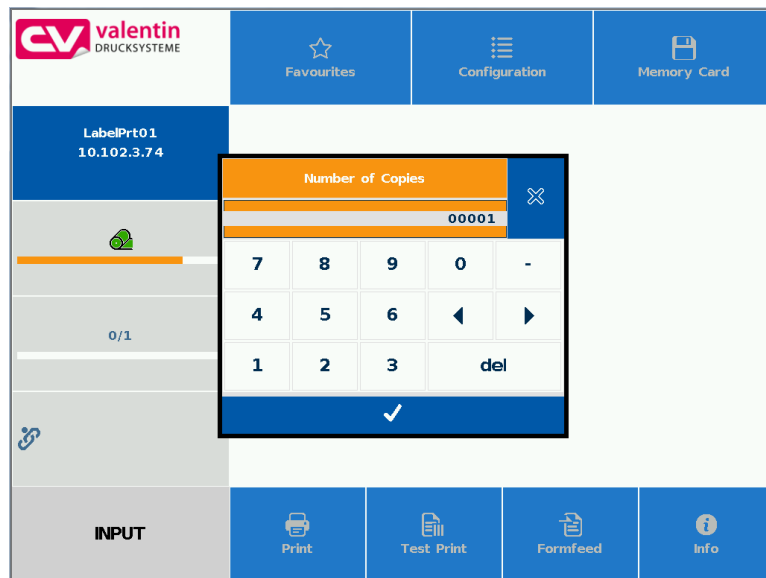 valentin
DRUCKSYSTEME
Favourites
Configuration
Memory Card
LabelPrt01
10.102.3.74
Number of Copies
00001
7 8 9 0 -
4 5 6
1 2 3 del
0/1
INPUT
Print
Test Print
Formfeed
Info